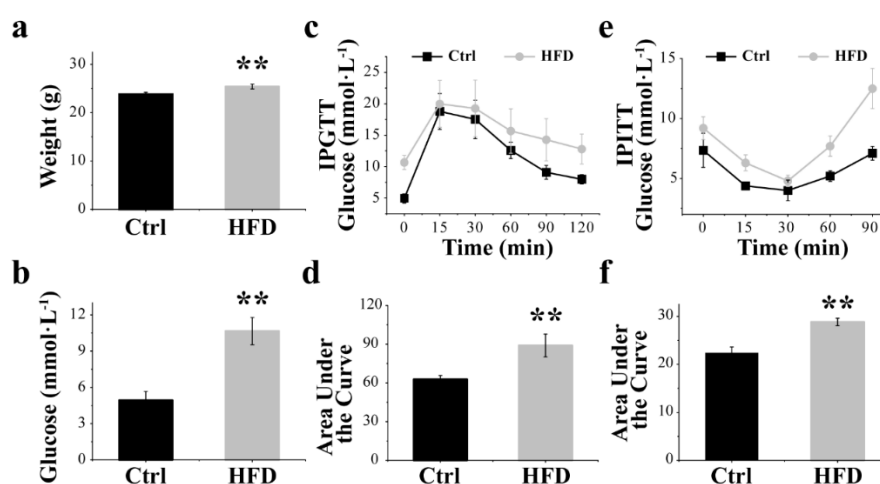 a
Weight (g)
30
20
10
0
**
Ctrl
HFD
b
Glucose (mmol·L⁻¹)
12
9
6
3
0
**
Ctrl
HFD
c
Ctrl
HFD
IPGTT
Glucose (mmol·L⁻¹)
25
20
15
10
5
0
15
30
60
90
120
Time (min)
d
Area Under
the Curve
120
90
60
30
0
**
Ctrl
HFD
e
Ctrl
HFD
IPITT
Glucose (mmol·L⁻¹)
15
10
5
0
15
30
60
90
Time (min)
f
Area Under
the Curve
30
20
10
0
**
Ctrl
HFD